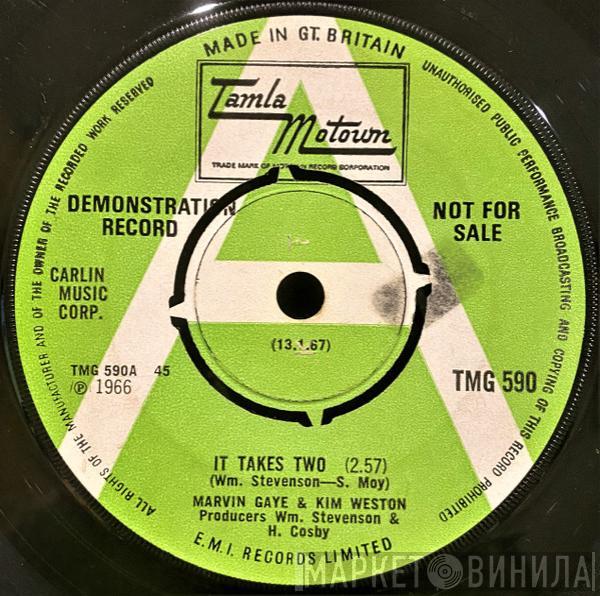 MADE IN GT. BRITAIN
UNAUTHORISED PUBLIC PERFORMANCE BROADCASTING AND COPYING OF THIS RECORD PROHIBITED
ALL RIGHTS OF THE MANUFACTURER AND OF THE OWNER OF THE RECORDED WORK RESERVED
Tamla
Motown
TRADE MARK OF MOTOWN RECORD CORPORATION
DEMONSTRATION
RECORD
NOT FOR
SALE
CARLIN
MUSIC
CORP.
(13.1.67)
TMG 590A 45
℗ 1966
TMG 590
IT TAKES TWO (2.57)
(Wm. Stevenson—S. Moy)
MARVIN GAYE & KIM WESTON
Producers Wm. Stevenson &
H. Cosby
E.M.I. RECORDS LIMITED
МАРКЕТ ВИНИЛА